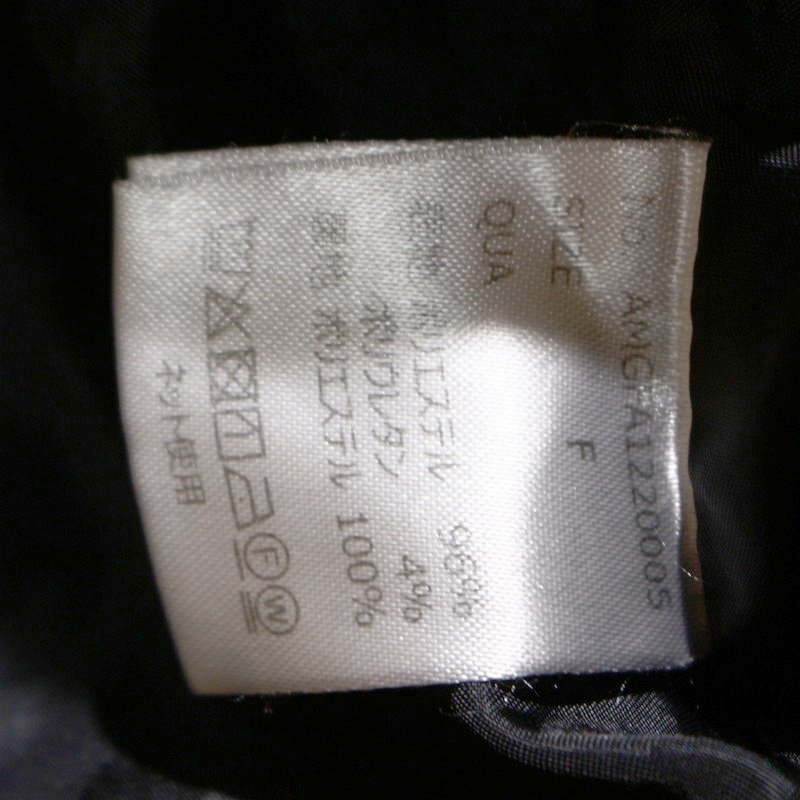 No AMGFA1220005
SIZE F
QUA
表地 ポリエステル 96%
ポリウレタン 4%
裏地 ポリエステル 100%
F W
ネット使用